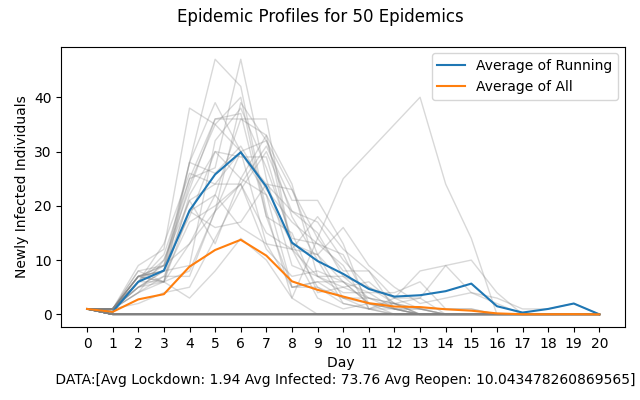 Epidemic Profiles for 50 Epidemics
Average of Running
Average of All
Newly Infected Individuals
40
30
20
10
0
0 1 2 3 4 5 6 7 8 9 10 11 12 13 14 15 16 17 18 19 20
Day
DATA:[Avg Lockdown: 1.94 Avg Infected: 73.76 Avg Reopen: 10.043478260869565]